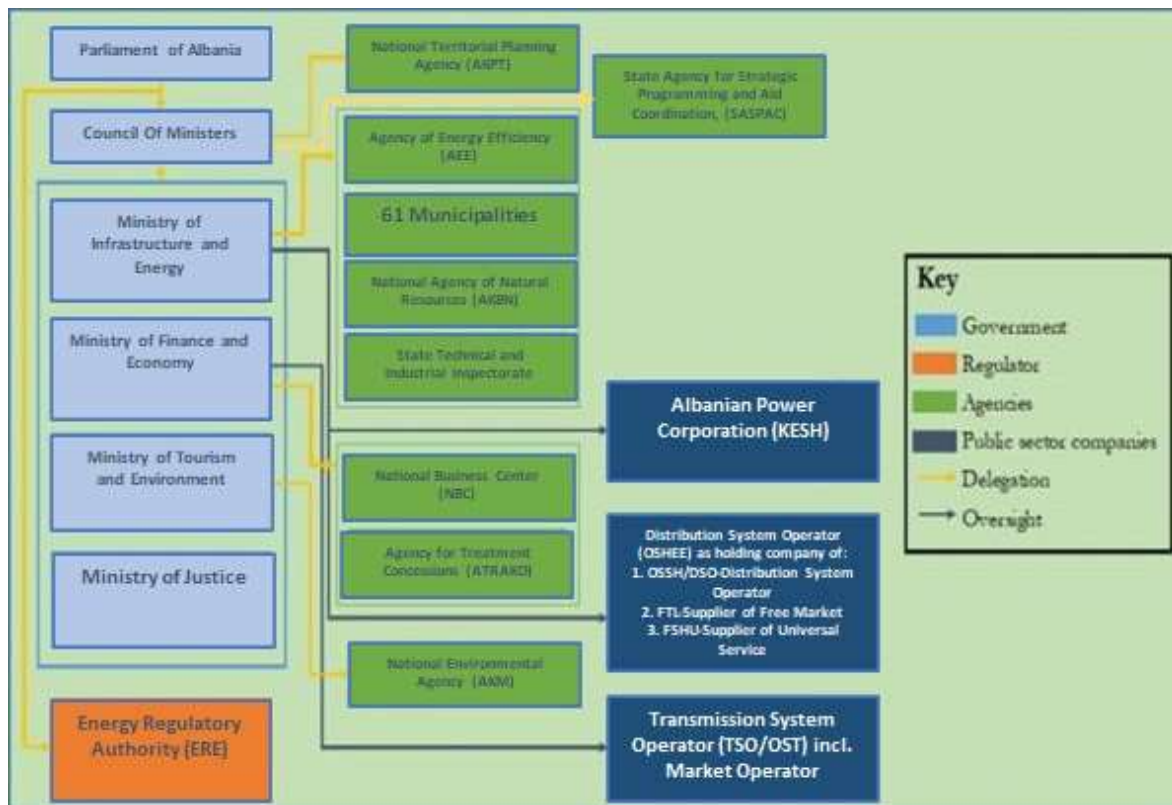 Parliament of Albania
Council Of Ministers
Ministry of
Infrastructure and
Energy
Ministry of Finance and
Economy
Ministry of Tourism
and Environment
Ministry of Justice
Energy Regulatory
Authority (ERE)
National Territorial Planning
Agency (AKPT)
State Agency for Strategic
Programming and Aid
Coordination, (SASPAC)
Agency of Energy Efficiency
(AEE)
61 Municipalities
National Agency of Natural
Resources (AKBN)
State Technical and
Industrial Inspectorate
National Business Center
(NBC)
Agency for Treatment
Concessions (ATRAKO)
National Environmental
Agency (AKM)
Albanian Power
Corporation (KESH)
Distribution System Operator
(OSHEE) as holding company of:
1. OSSH/DSO-Distribution System
Operator
2. FTL-Supplier of Free Market
3. FSHU-Supplier of Universal
Service
Transmission System
Operator (TSO/OST) incl.
Market Operator
Key
Government
Regulator
Agencies
Public sector companies
Delegation
Oversight